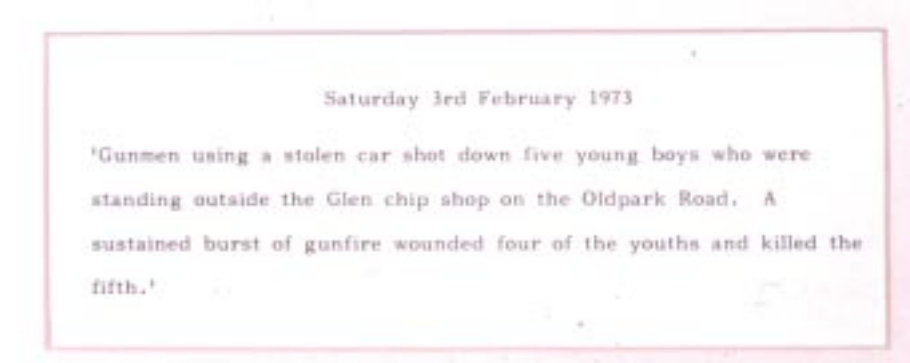 Saturday 3rd February 1973
'Gunmen using a stolen car shot down five young boys who were
standing outside the Glen chip shop on the Oldpark Road. A
sustained burst of gunfire wounded four of the youths and killed the
fifth.'